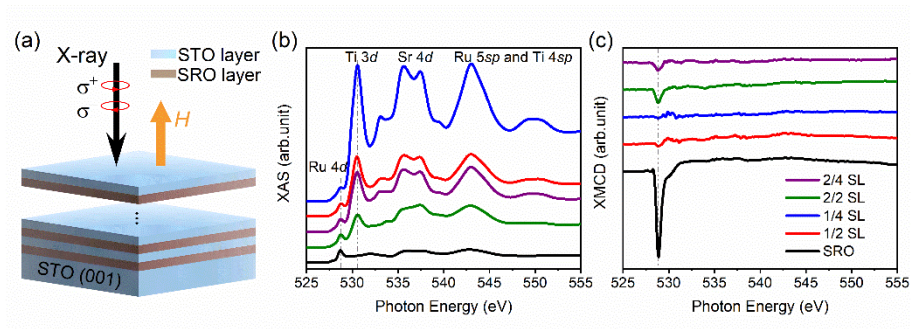 (a)
X-ray
σ⁺
σ
H
STO layer
SRO layer
STO (001)
(b)
Ti 3d
Sr 4d
Ru 5sp and Ti 4sp
Ru 4d
XAS (arb.unit)
525 530 535 540 545 550 555
Photon Energy (eV)
(c)
XMCD (arb.unit)
2/4 SL
2/2 SL
1/4 SL
1/2 SL
SRO
525 530 535 540 545 550 555
Photon Energy (eV)